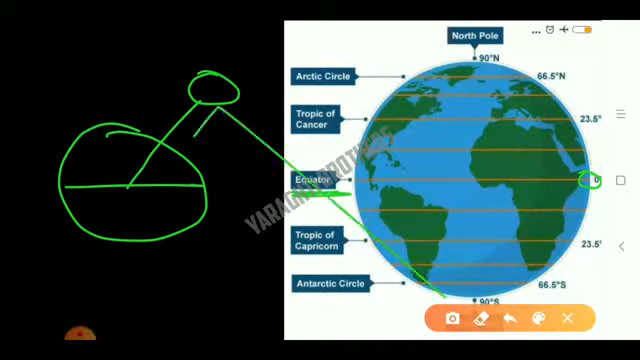 North Pole
90°N
Arctic Circle
66.5°N
Tropic of
Cancer
23.5°
Equator
0
Tropic of
Capricorn
23.5°
Antarctic Circle
66.5°S
90°S